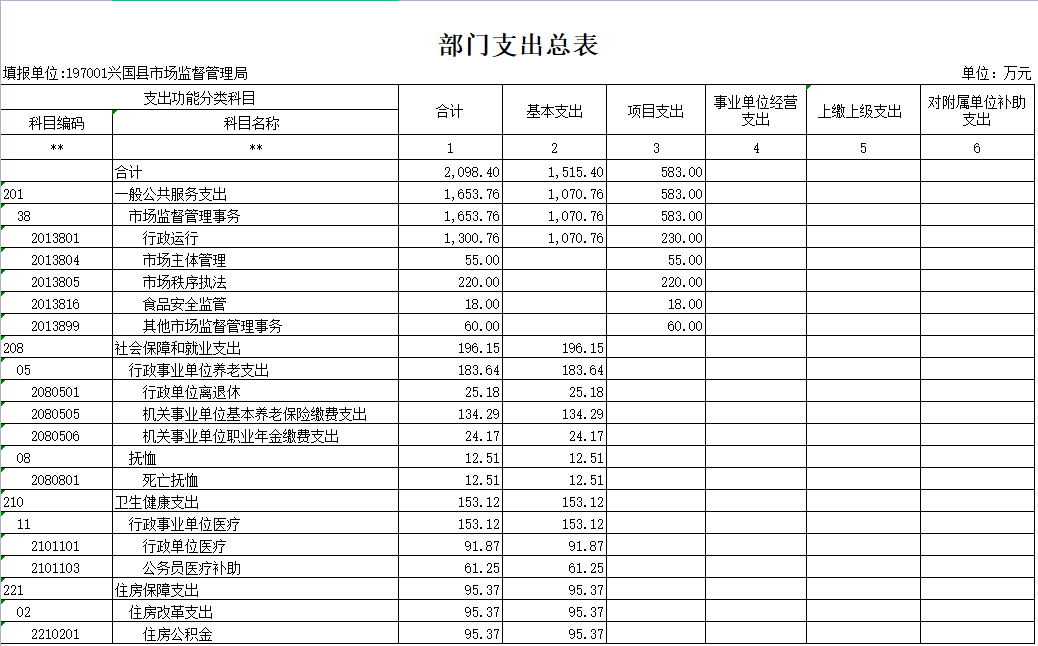 部门支出总表
填报单位:197001兴国县市场监督管理局 单位：万元
支出功能分类科目 合计 基本支出 项目支出 事业单位经营支出 上缴上级支出 对附属单位补助支出
科目编码 科目名称
** ** 1 2 3 4 5 6
合计 2,098.40 1,515.40 583.00
201 一般公共服务支出 1,653.76 1,070.76 583.00
38 市场监督管理事务 1,653.76 1,070.76 583.00
2013801 行政运行 1,300.76 1,070.76 230.00
2013804 市场主体管理 55.00 55.00
2013805 市场秩序执法 220.00 220.00
2013816 食品安全监管 18.00 18.00
2013899 其他市场监督管理事务 60.00 60.00
208 社会保障和就业支出 196.15 196.15
05 行政事业单位养老支出 183.64 183.64
2080501 行政单位离退休 25.18 25.18
2080505 机关事业单位基本养老保险缴费支出 134.29 134.29
2080506 机关事业单位职业年金缴费支出 24.17 24.17
08 抚恤 12.51 12.51
2080801 死亡抚恤 12.51 12.51
210 卫生健康支出 153.12 153.12
11 行政事业单位医疗 153.12 153.12
2101101 行政单位医疗 91.87 91.87
2101103 公务员医疗补助 61.25 61.25
221 住房保障支出 95.37 95.37
02 住房改革支出 95.37 95.37
2210201 住房公积金 95.37 95.37